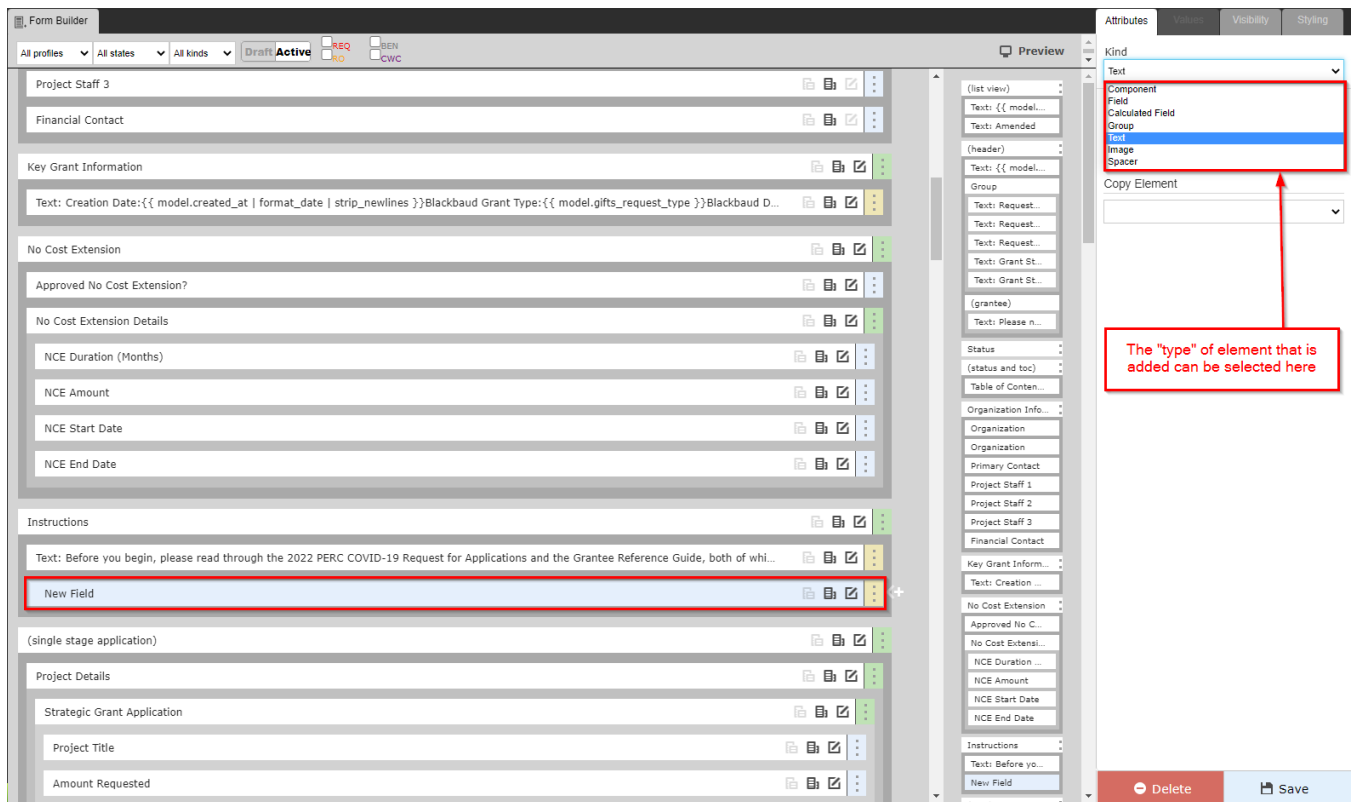 Form Builder
All profiles
All states
All kinds
Draft Active
REQ
RO
BEN
CWC
Preview
Project Staff 3
Financial Contact
Key Grant Information
Text: Creation Date:{{ model.created_at | format_date | strip_newlines }}Blackbaud Grant Type:{{ model.gifts_request_type }}Blackbaud D...
No Cost Extension
Approved No Cost Extension?
No Cost Extension Details
NCE Duration (Months)
NCE Amount
NCE Start Date
NCE End Date
Instructions
Text: Before you begin, please read through the 2022 PERC COVID-19 Request for Applications and the Grantee Reference Guide, both of whi...
New Field
(single stage application)
Project Details
Strategic Grant Application
Project Title
Amount Requested
(list view)
Text: {{ model....
Text: Amended
(header)
Text: {{ model....
Group
Text: Request...
Text: Request...
Text: Request...
Text: Grant St...
Text: Grant St...
(grantee)
Text: Please n...
Status
(status and toc)
Table of Conten...
Organization Info...
Organization
Organization
Primary Contact
Project Staff 1
Project Staff 2
Project Staff 3
Financial Contact
Key Grant Inform...
Text: Creation ...
No Cost Extension
Approved No C...
No Cost Extensi...
NCE Duration ...
NCE Amount
NCE Start Date
NCE End Date
Instructions
Text: Before yo...
New Field
Attributes
Values
Visibility
Styling
Kind
Text
Component
Field
Calculated Field
Group
Text
Image
Spacer
Copy Element
The "type" of element that is
added can be selected here
Delete
Save